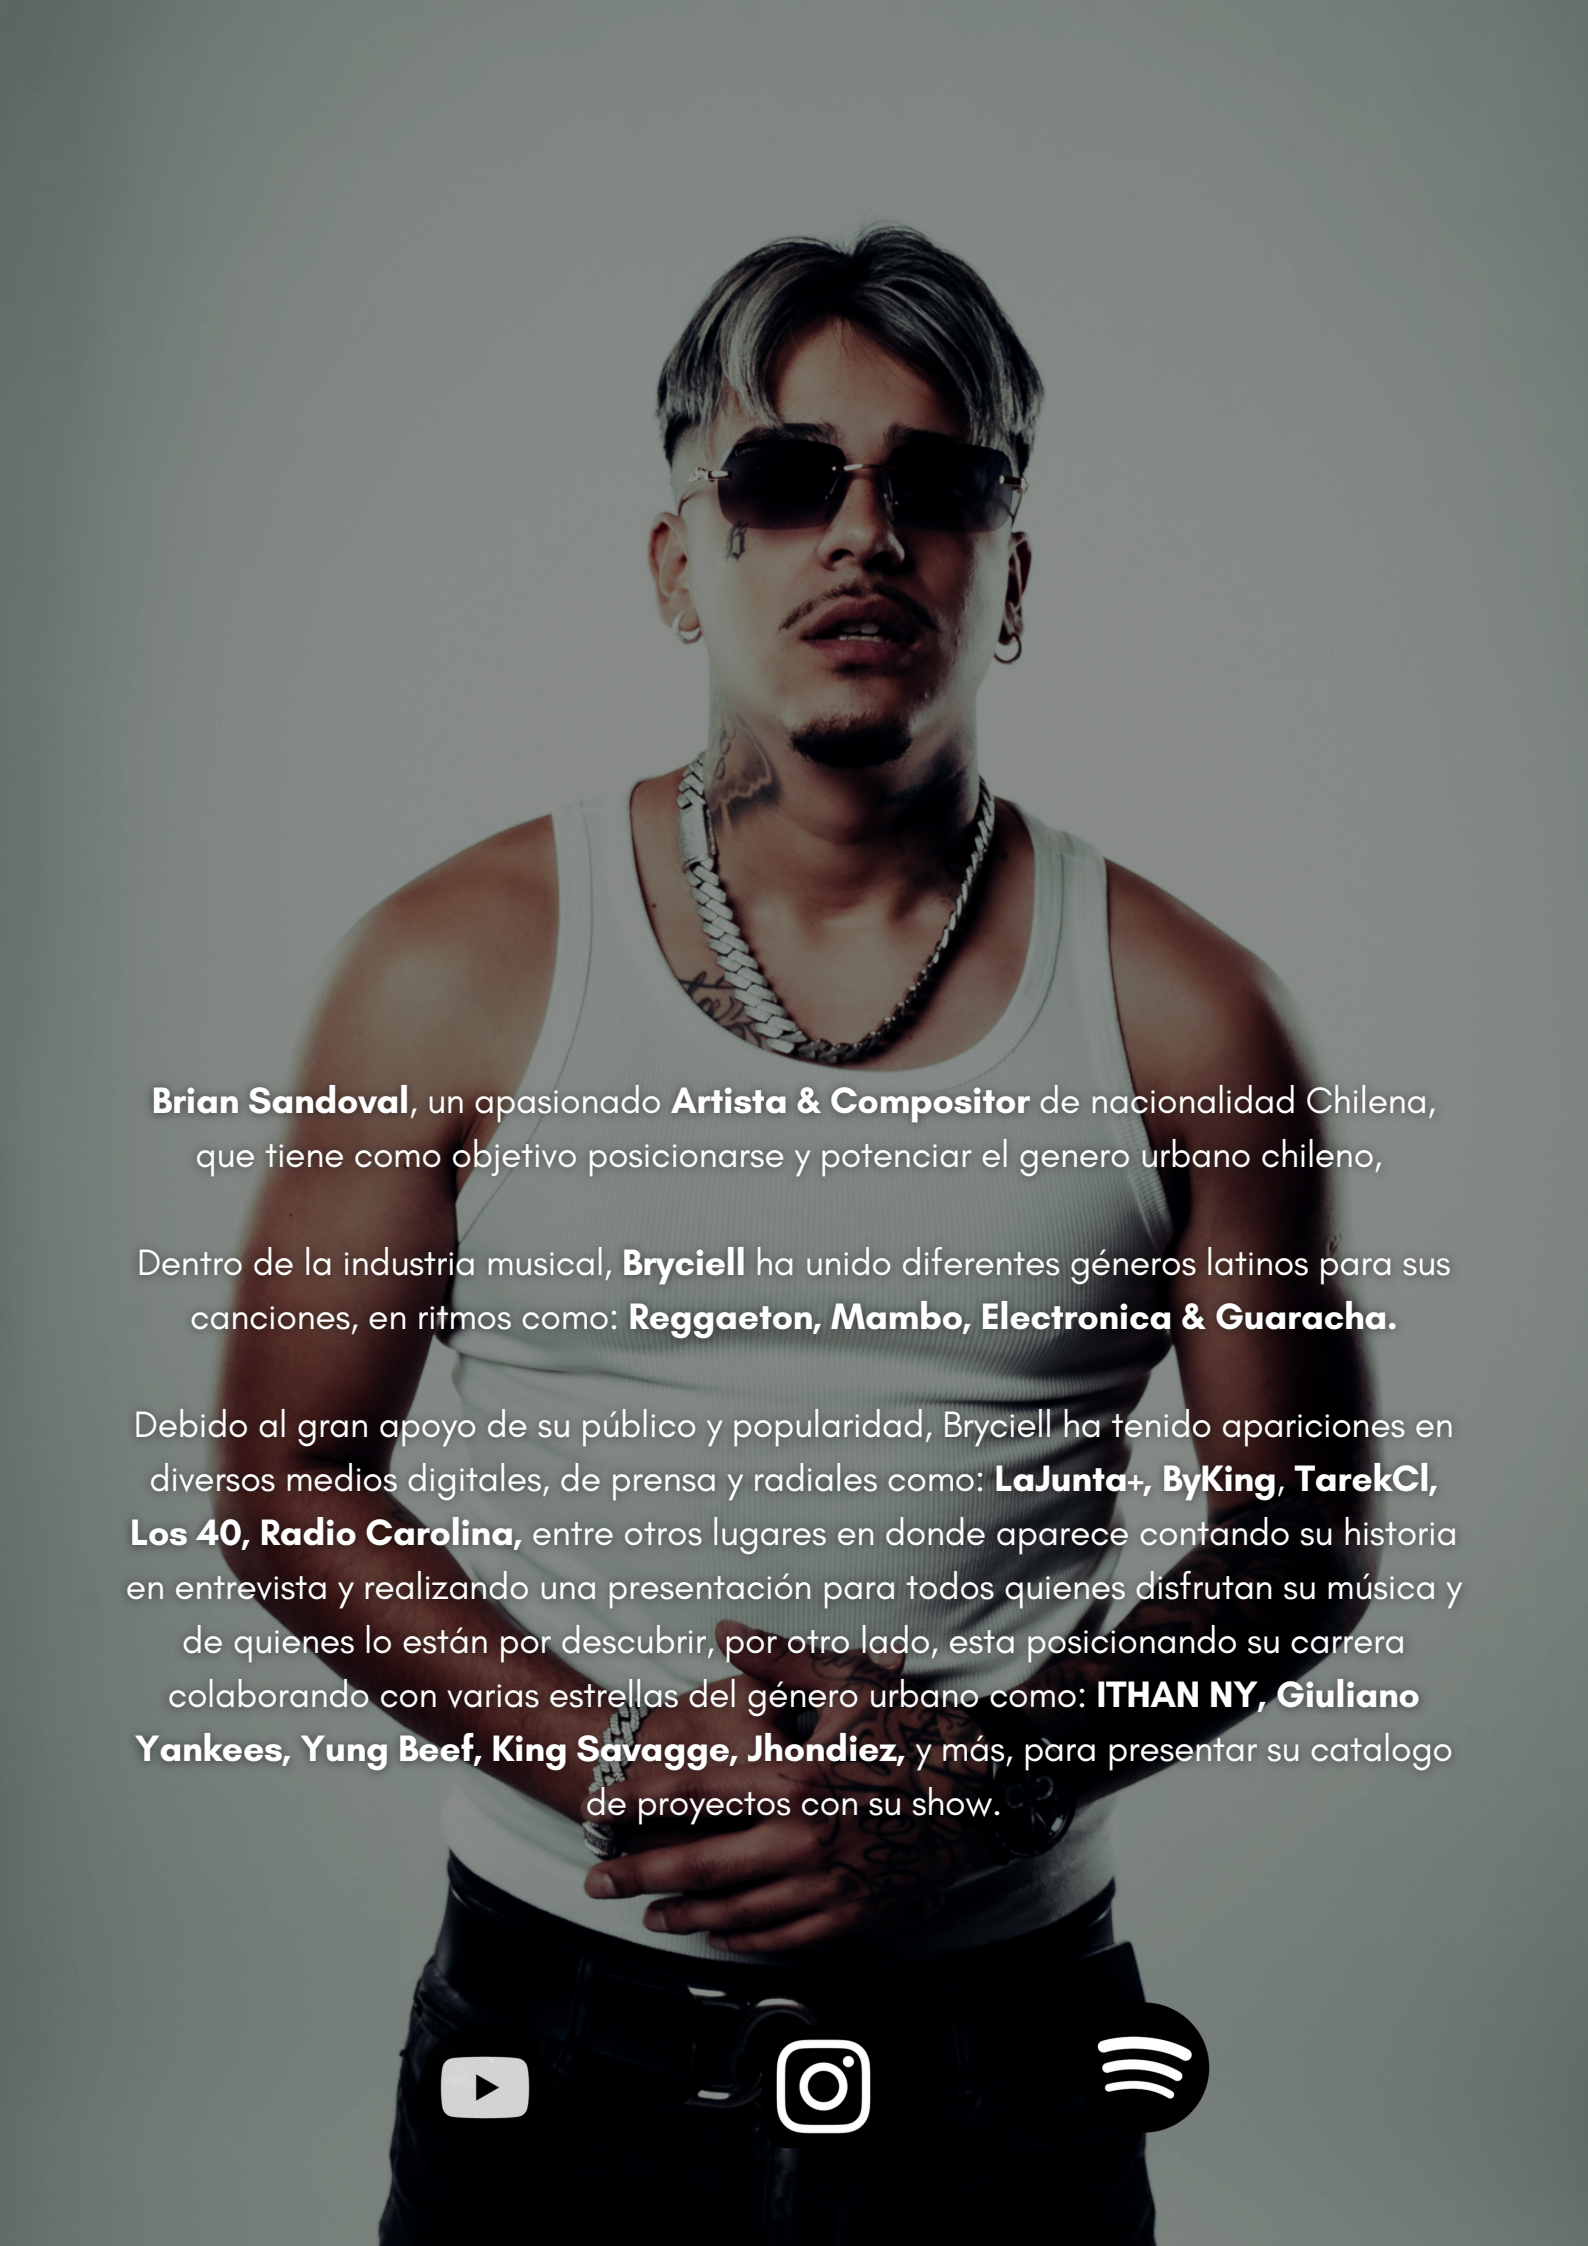 Brian Sandoval, un apasionado Artista & Compositor de nacionalidad Chilena,
que tiene como objetivo posicionarse y potenciar el genero urbano chileno,
Dentro de la industria musical, Bryciell ha unido diferentes géneros latinos para sus
canciones, en ritmos como: Reggaeton, Mambo, Electronica & Guaracha.
Debido al gran apoyo de su público y popularidad, Bryciell ha tenido apariciones en
diversos medios digitales, de prensa y radiales como: LaJunta+, ByKing, TarekCl,
Los 40, Radio Carolina, entre otros lugares en donde aparece contando su historia
en entrevista y realizando una presentación para todos quienes disfrutan su música y
de quienes lo están por descubrir, por otro lado, esta posicionando su carrera
colaborando con varias estrellas del género urbano como: ITHAN NY, Giuliano
Yankees, Yung Beef, King Savagge, Jhondiez, y más, para presentar su catalogo
de proyectos con su show.